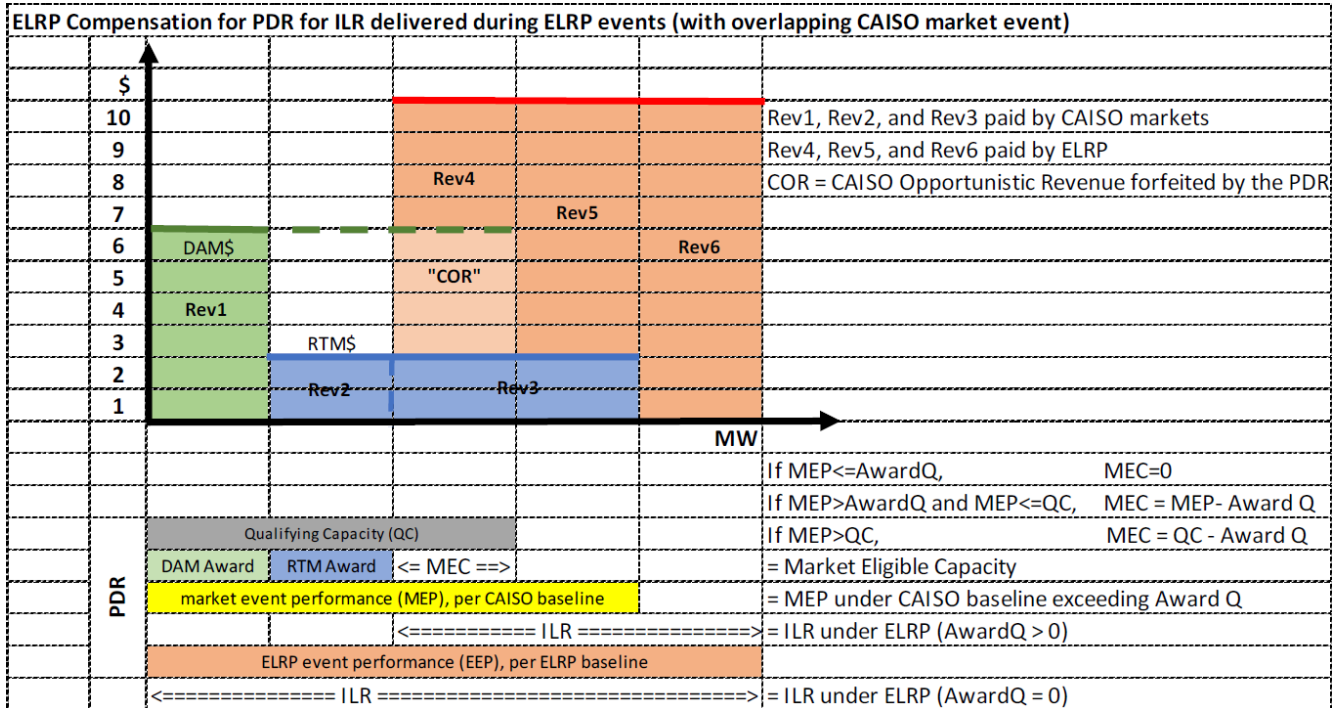 ELRP Compensation for PDR for ILR delivered during ELRP events (with overlapping CAISO market event)
$
10
Rev1, Rev2, and Rev3 paid by CAISO markets
9
Rev4, Rev5, and Rev6 paid by ELRP
8
Rev4
COR = CAISO Opportunistic Revenue forfeited by the PDR
7
Rev5
6
DAM$
Rev6
5
"COR"
4
Rev1
3
RTM$
2
Rev2
Rev3
1
MW
If MEP<=AwardQ, MEC=0
If MEP>AwardQ and MEP<=QC, MEC = MEP- Award Q
Qualifying Capacity (QC)
If MEP>QC, MEC = QC - Award Q
PDR
DAM Award
RTM Award
<= MEC ==>
= Market Eligible Capacity
market event performance (MEP), per CAISO baseline
= MEP under CAISO baseline exceeding Award Q
<=========== ILR ===============>
= ILR under ELRP (AwardQ > 0)
ELRP event performance (EEP), per ELRP baseline
<=============== ILR ==============================>
= ILR under ELRP (AwardQ = 0)